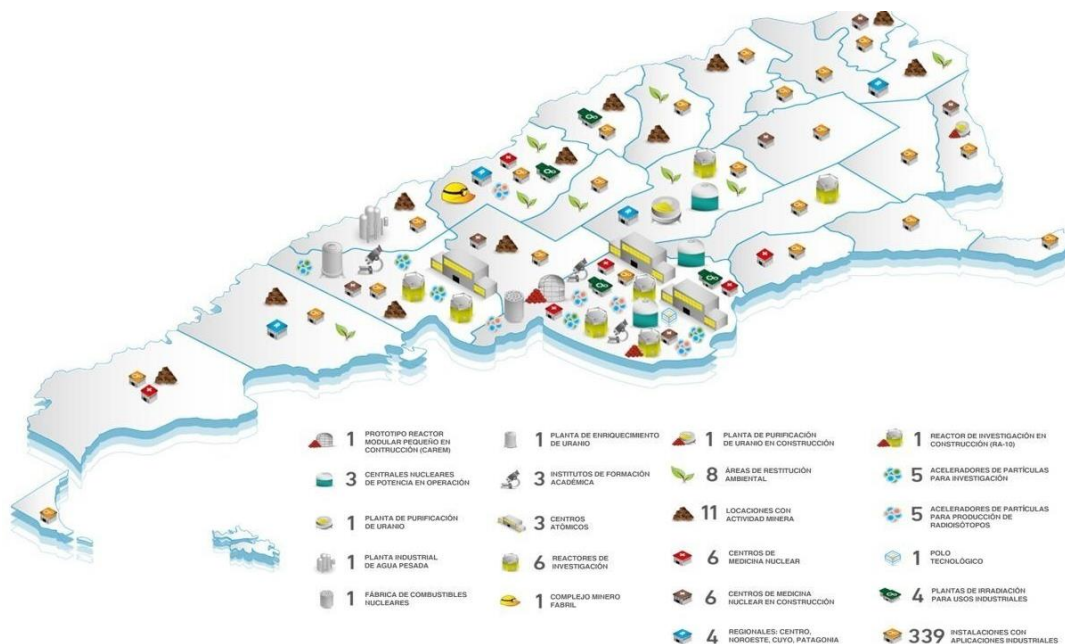 1 PROTOTIPO REACTOR
MODULAR PEQUEÑO EN
CONTRUCCIÓN (CAREM)
3 CENTRALES NUCLEARES
DE POTENCIA EN OPERACIÓN
1 PLANTA DE PURIFICACIÓN
DE URANIO
1 PLANTA INDUSTRIAL
DE AGUA PESADA
1 FÁBRICA DE COMBUSTIBLES
NUCLEARES
1 PLANTA DE ENRIQUECIMIENTO
DE URANIO
3 INSTITUTOS DE FORMACIÓN
ACADÉMICA
3 CENTROS
ATÓMICOS
6 REACTORES DE
INVESTIGACIÓN
1 COMPLEJO MINERO
FABRIL
1 PLANTA DE PURIFICACIÓN
DE URANIO EN CONSTRUCCIÓN
8 ÁREAS DE RESTITUCIÓN
AMBIENTAL
11 LOCACIONES CON
ACTIVIDAD MINERA
6 CENTROS DE
MEDICINA NUCLEAR
6 CENTROS DE MEDICINA
NUCLEAR EN CONSTRUCCIÓN
4 REGIONALES: CENTRO,
NOROESTE, CUYO, PATAGONIA
1 REACTOR DE INVESTIGACIÓN EN
CONSTRUCCIÓN (RA-10)
5 ACELERADORES DE PARTÍCULAS
PARA INVESTIGACIÓN
5 ACELERADORES DE PARTÍCULAS
PARA PRODUCCIÓN DE
RADIOISÓTOPOS
1 POLO
TECNOLÓGICO
4 PLANTAS DE IRRADIACIÓN
PARA USOS INDUSTRIALES
339 INSTALACIONES CON
APLICACIONES INDUSTRIALES